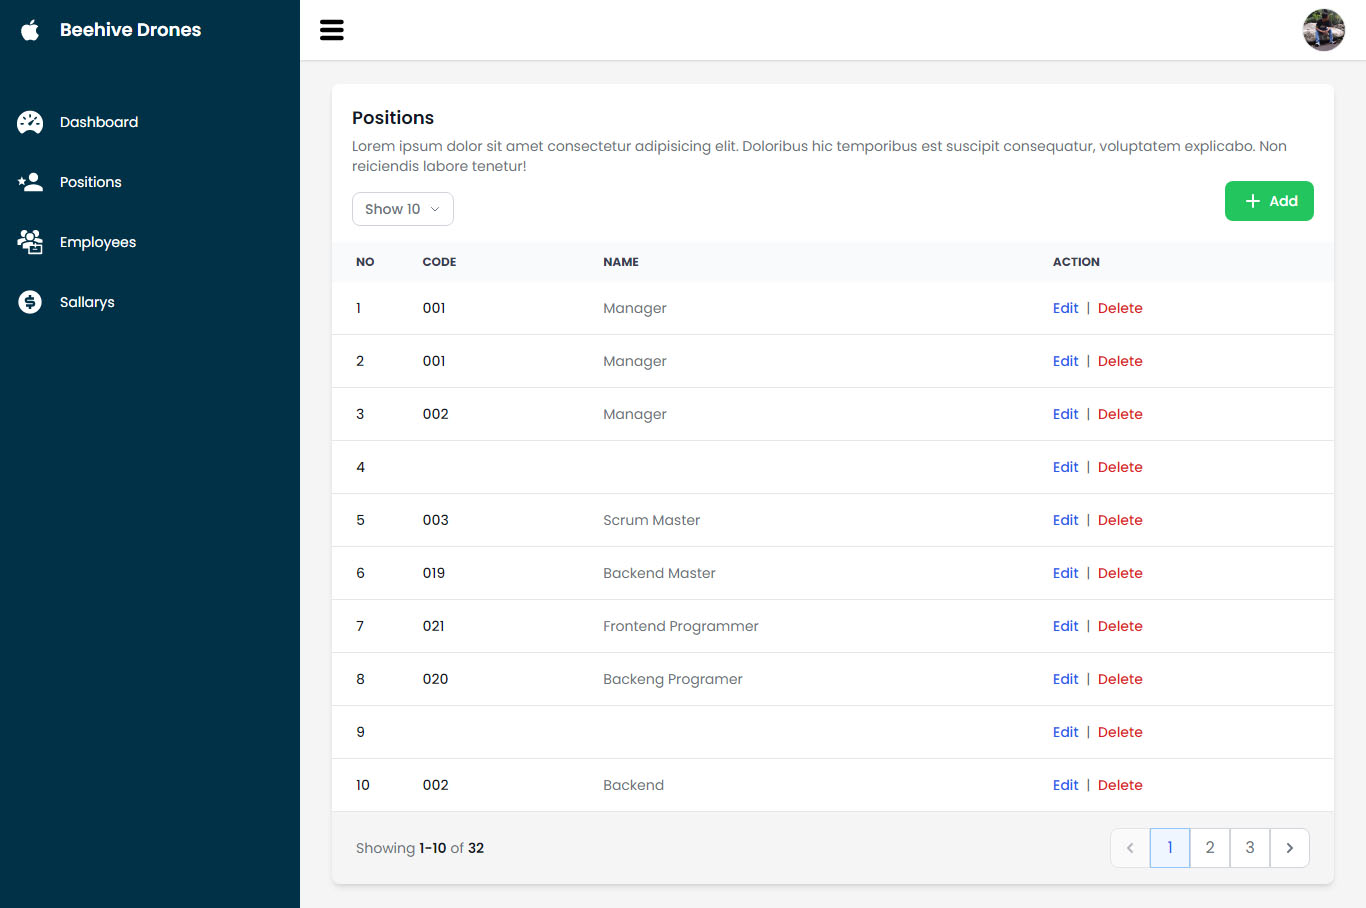 Beehive Drones
Dashboard
Positions
Employees
Sallarys
Positions
Lorem ipsum dolor sit amet consectetur adipisicing elit. Doloribus hic temporibus est suscipit consequatur, voluptatem explicabo. Non
reiciendis labore tenetur!
Show 10
Add
NO CODE NAME ACTION
1 001 Manager Edit | Delete
2 001 Manager Edit | Delete
3 002 Manager Edit | Delete
4 Edit | Delete
5 003 Scrum Master Edit | Delete
6 019 Backend Master Edit | Delete
7 021 Frontend Programmer Edit | Delete
8 020 Backeng Programer Edit | Delete
9 Edit | Delete
10 002 Backend Edit | Delete
Showing 1-10 of 32
1 2 3